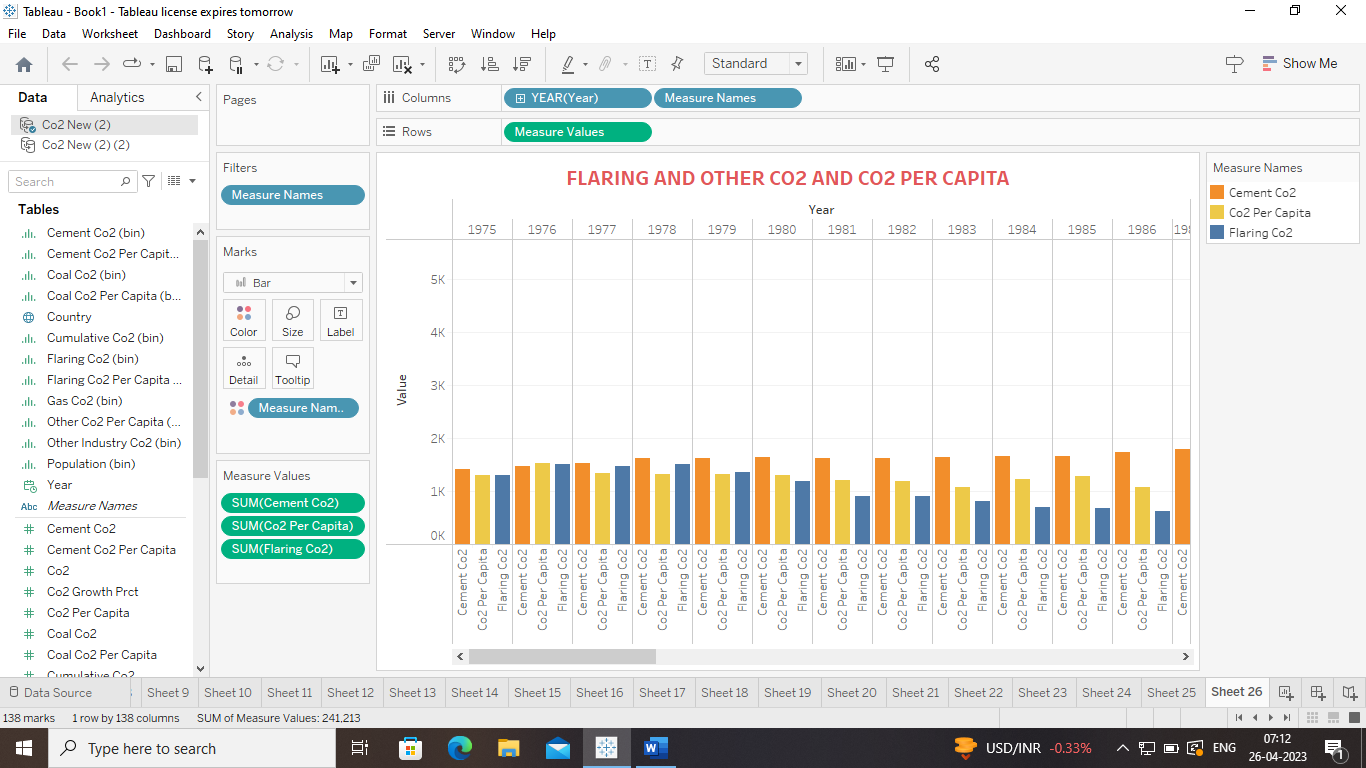 Tableau - Book1 - Tableau license expires tomorrow
File Data Worksheet Dashboard Story Analysis Map Format Server Window Help
Standard
Show Me
Data Analytics
Co2 New (2)
Co2 New (2) (2)
Search
Tables
Cement Co2 (bin)
Cement Co2 Per Capit...
Coal Co2 (bin)
Coal Co2 Per Capita (b...
Country
Cumulative Co2 (bin)
Flaring Co2 (bin)
Flaring Co2 Per Capita ...
Gas Co2 (bin)
Other Co2 Per Capita (...
Other Industry Co2 (bin)
Population (bin)
Year
Abc Measure Names
Cement Co2
Cement Co2 Per Capita
Co2
Co2 Growth Prct
Co2 Per Capita
Coal Co2
Coal Co2 Per Capita
Cumulative Co2
Pages
Filters
Measure Names
Marks
Bar
Color Size Label
Detail Tooltip
Measure Nam..
Measure Values
SUM(Cement Co2)
SUM(Co2 Per Capita)
SUM(Flaring Co2)
Columns YEAR(Year) Measure Names
Rows Measure Values
FLARING AND OTHER CO2 AND CO2 PER CAPITA
Year
1975 1976 1977 1978 1979 1980 1981 1982 1983 1984 1985 1986 198
Value
5K
4K
3K
2K
1K
0K
Cement Co2 Co2 Per Capita Flaring Co2 Cement Co2 Co2 Per Capita Flaring Co2 Cement Co2 Co2 Per Capita Flaring Co2 Cement Co2 Co2 Per Capita Flaring Co2 Cement Co2 Co2 Per Capita Flaring Co2 Cement Co2 Co2 Per Capita Flaring Co2 Cement Co2 Co2 Per Capita Flaring Co2 Cement Co2 Co2 Per Capita Flaring Co2 Cement Co2 Co2 Per Capita Flaring Co2 Cement Co2 Co2 Per Capita Flaring Co2 Cement Co2 Co2 Per Capita Flaring Co2 Cement Co2 Co2 Per Capita Flaring Co2 Cement Co2
Measure Names
Cement Co2
Co2 Per Capita
Flaring Co2
Data Source Sheet 9 Sheet 10 Sheet 11 Sheet 12 Sheet 13 Sheet 14 Sheet 15 Sheet 16 Sheet 17 Sheet 18 Sheet 19 Sheet 20 Sheet 21 Sheet 22 Sheet 23 Sheet 24 Sheet 25 Sheet 26
138 marks 1 row by 138 columns SUM of Measure Values: 241,213
Type here to search
USD/INR -0.33%
ENG
07:12
26-04-2023
1